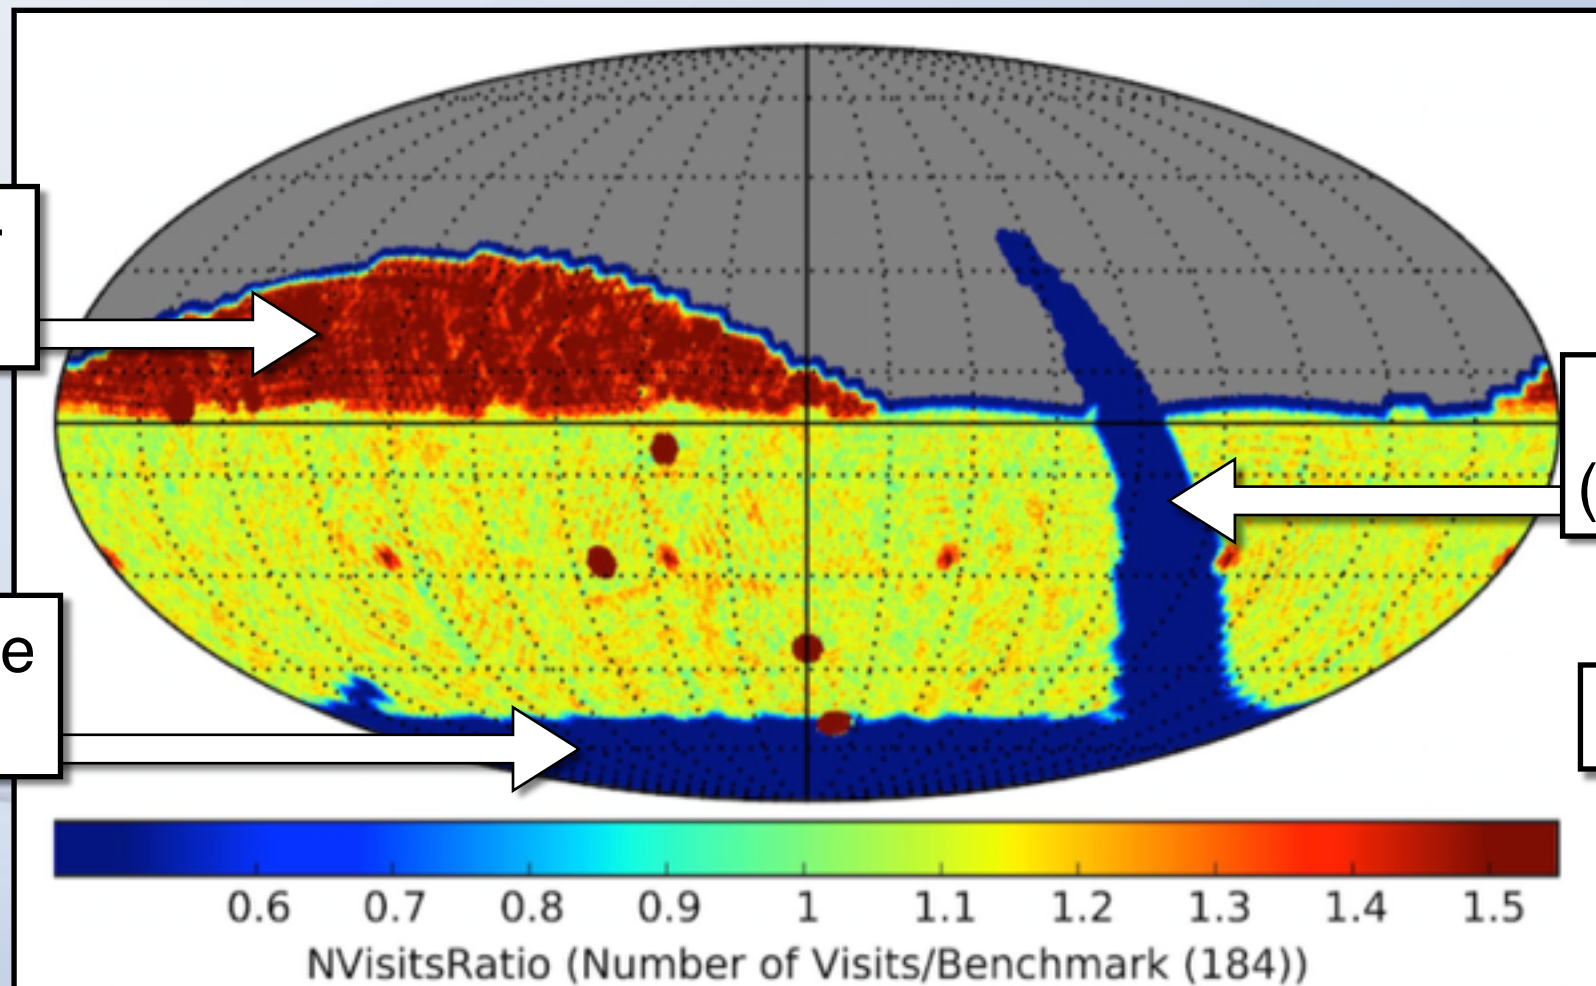 e
(
0.6 0.7 0.8 0.9 1 1.1 1.2 1.3 1.4 1.5
NVisitsRatio (Number of Visits/Benchmark (184))